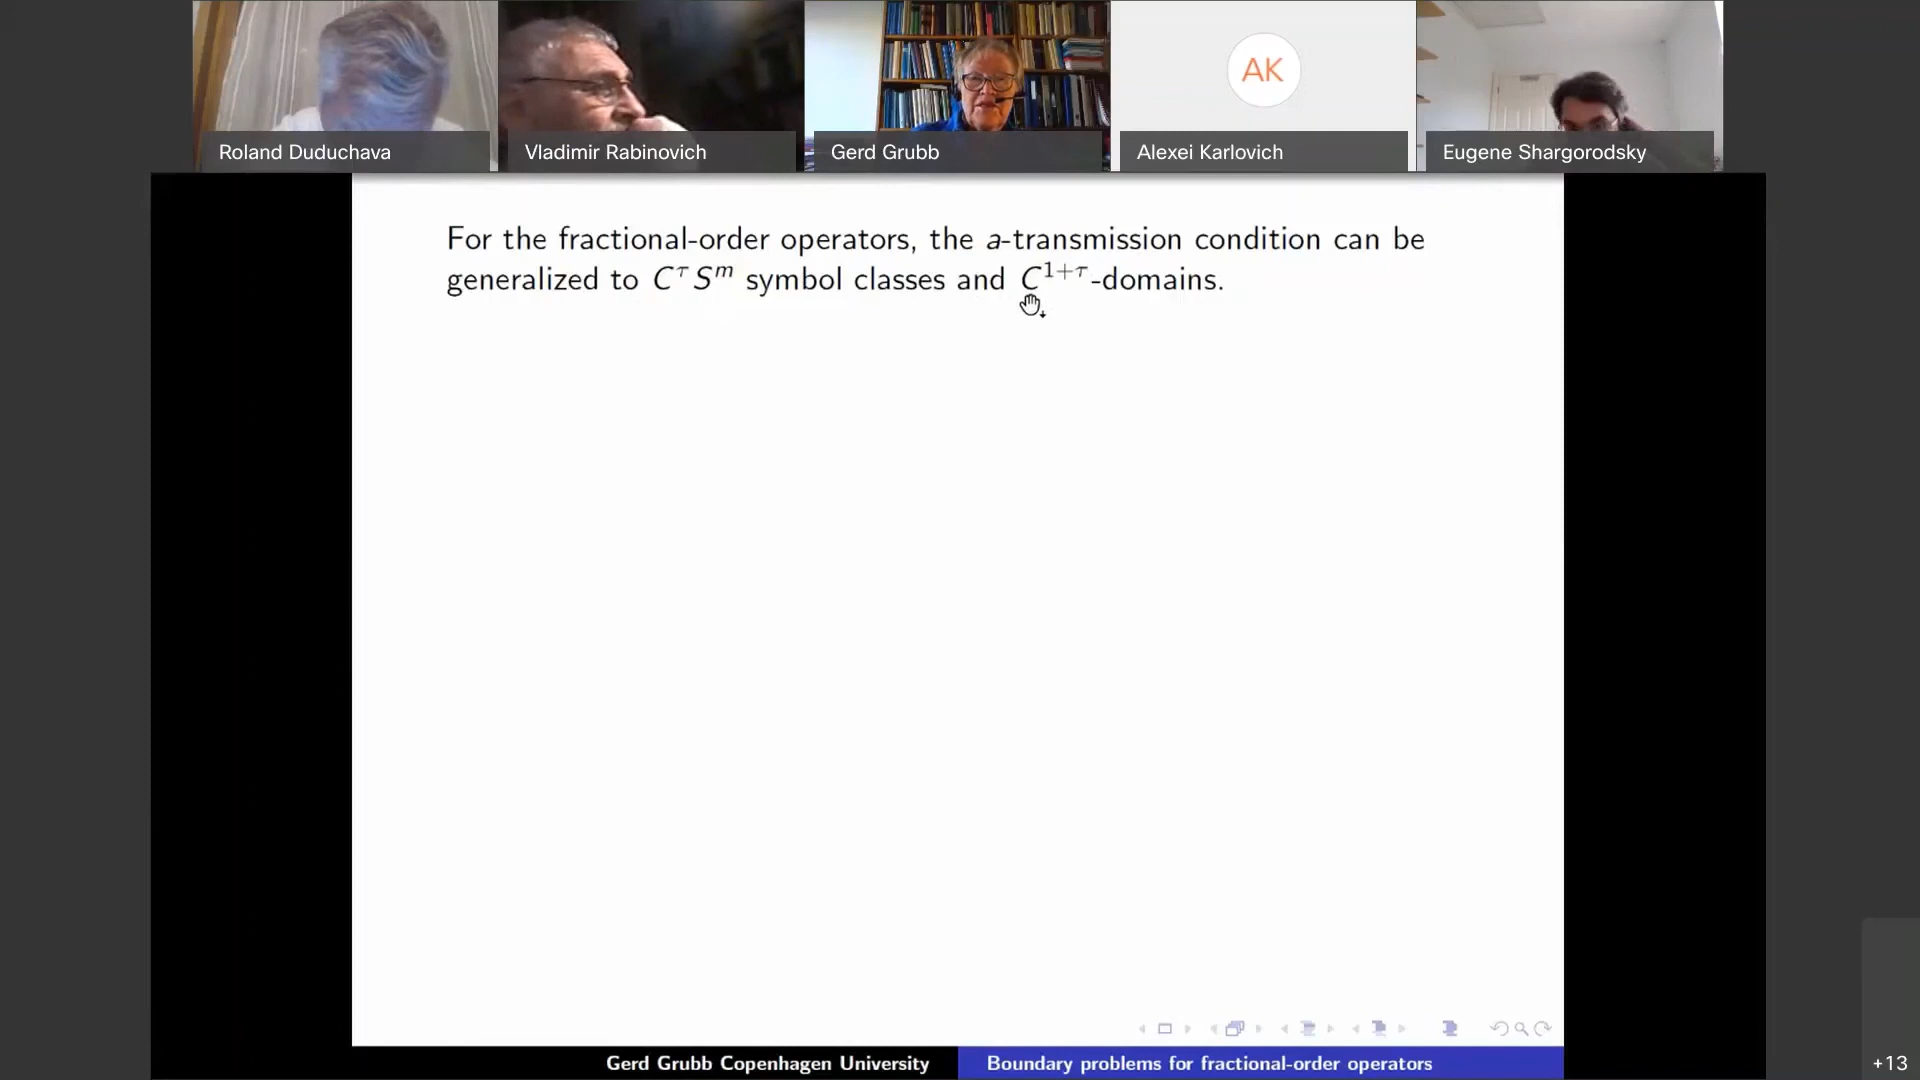 Roland Duduchava
Vladimir Rabinovich
Gerd Grubb
AK
Alexei Karlovich
Eugene Shargorodsky
For the fractional-order operators, the a-transmission condition can be
generalized to C^τ S^m symbol classes and C^{1+τ}-domains.
Gerd Grubb Copenhagen University
Boundary problems for fractional-order operators
+13